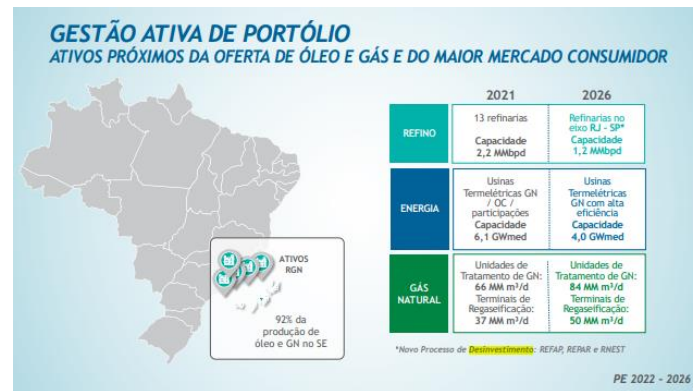 GESTÃO ATIVA DE PORTÓLIO
ATIVOS PRÓXIMOS DA OFERTA DE ÓLEO E GÁS E DO MAIOR MERCADO CONSUMIDOR
ATIVOS
RGN
92% da
produção de
óleo e GN no SE
2021 2026
REFINO
13 refinarias
Capacidade
2,2 MMbpd
Refinarias no
eixo RJ - SP*
Capacidade
1,2 MMbpd
ENERGIA
Usinas
Termelétricas GN
/ OC /
participações
Capacidade
6,1 GWmed
Usinas
Termelétricas
GN com alta
eficiência
Capacidade
4,0 GWmed
GÁS
NATURAL
Unidades de
Tratamento de GN:
66 MM m³/d
Terminais de
Regaseificação:
37 MM m³/d
Unidades de
Tratamento de GN:
84 MM m³/d
Terminais de
Regaseificação:
50 MM m³/d
*Novo Processo de Desinvestimento: REFAP, REPAR e RNEST
PE 2022 - 2026